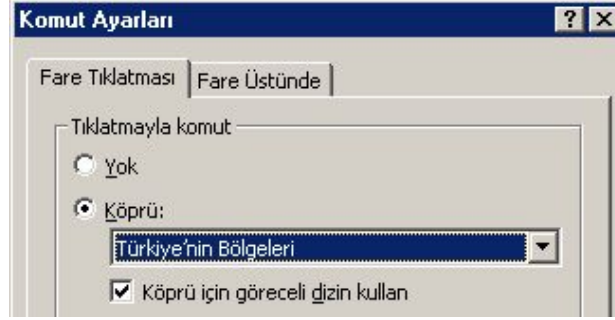 Komut Ayarları
Fare Tıklatması Fare Üstünde
Tıklatmayla komut
Yok
Köprü:
Türkiye'nin Bölgeleri
Köprü için göreceli dizin kullan